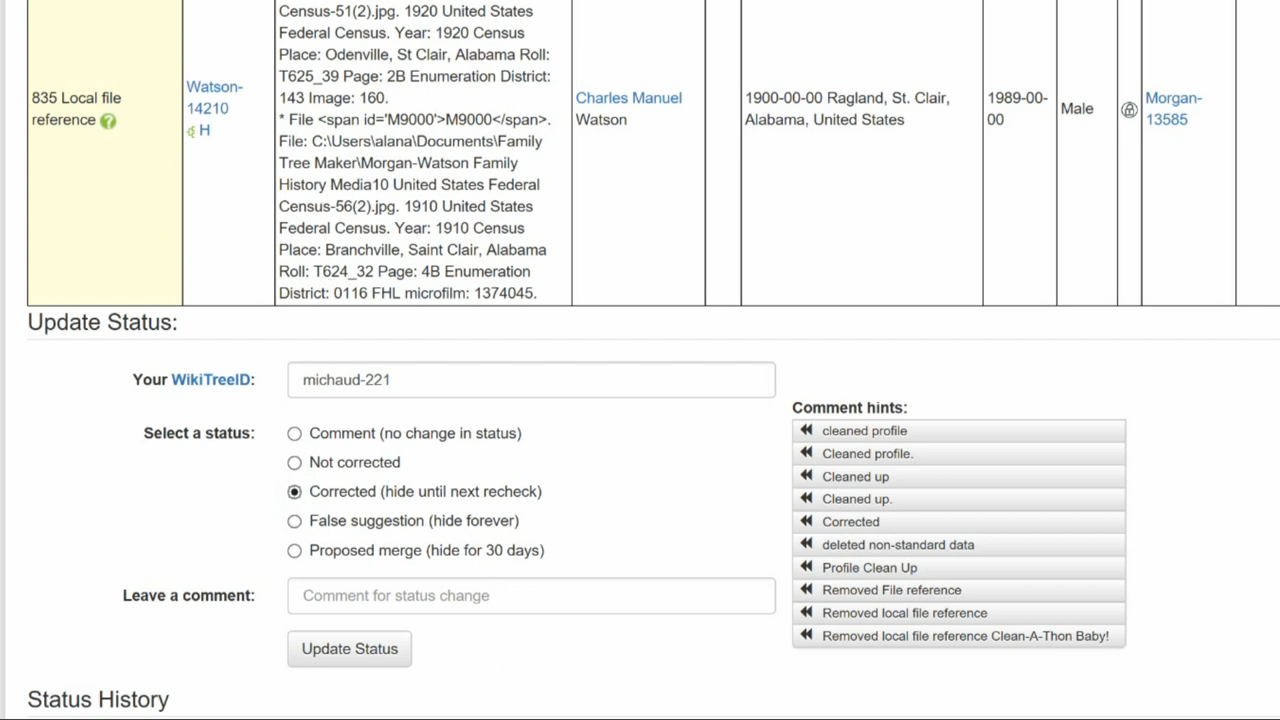 Census-51(2).jpg. 1920 United States
Federal Census. Year: 1920 Census
Place: Odenville, St Clair, Alabama Roll:
T625_39 Page: 2B Enumeration District:
143 Image: 160.
* File <span id='M9000'>M9000</span>.
File: C:\Users\alana\Documents\Family
Tree Maker\Morgan-Watson Family
History Media10 United States Federal
Census-56(2).jpg. 1910 United States
Federal Census. Year: 1910 Census
Place: Branchville, Saint Clair, Alabama
Roll: T624_32 Page: 4B Enumeration
District: 0116 FHL microfilm: 1374045.
835 Local file
reference
Watson-
14210
H
Charles Manuel
Watson
1900-00-00 Ragland, St. Clair,
Alabama, United States
1989-00-
00
Male
Morgan-
13585
Update Status:
Your WikiTreeID:
michaud-221
Select a status:
Comment (no change in status)
Not corrected
Corrected (hide until next recheck)
False suggestion (hide forever)
Proposed merge (hide for 30 days)
Leave a comment:
Comment for status change
Update Status
Comment hints:
cleaned profile
Cleaned profile.
Cleaned up
Cleaned up.
Corrected
deleted non-standard data
Profile Clean Up
Removed File reference
Removed local file reference
Removed local file reference Clean-A-Thon Baby!
Status History